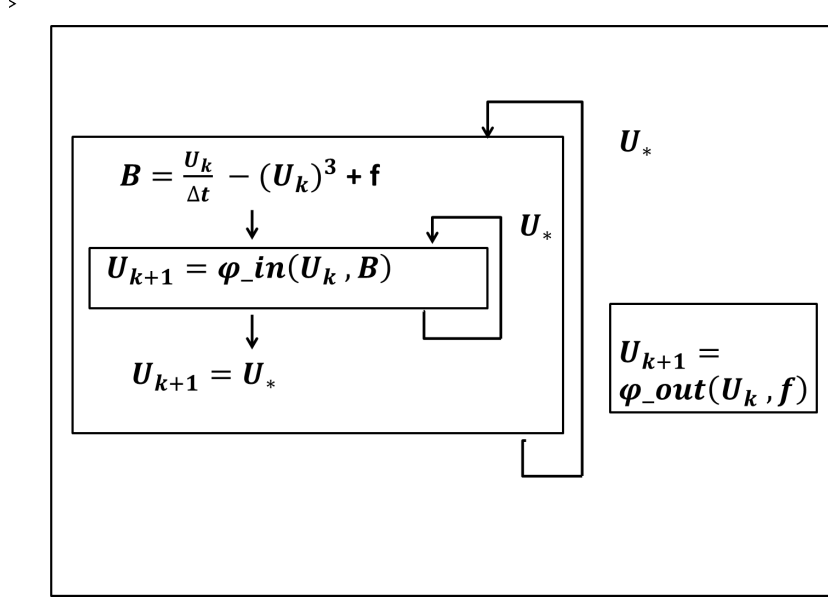 >
B = U_k/Δt − (U_k)³ + f
U_*
U_*
U_{k+1} = φ_in(U_k , B)
U_{k+1} = U_*
U_{k+1} =
φ_out(U_k , f)